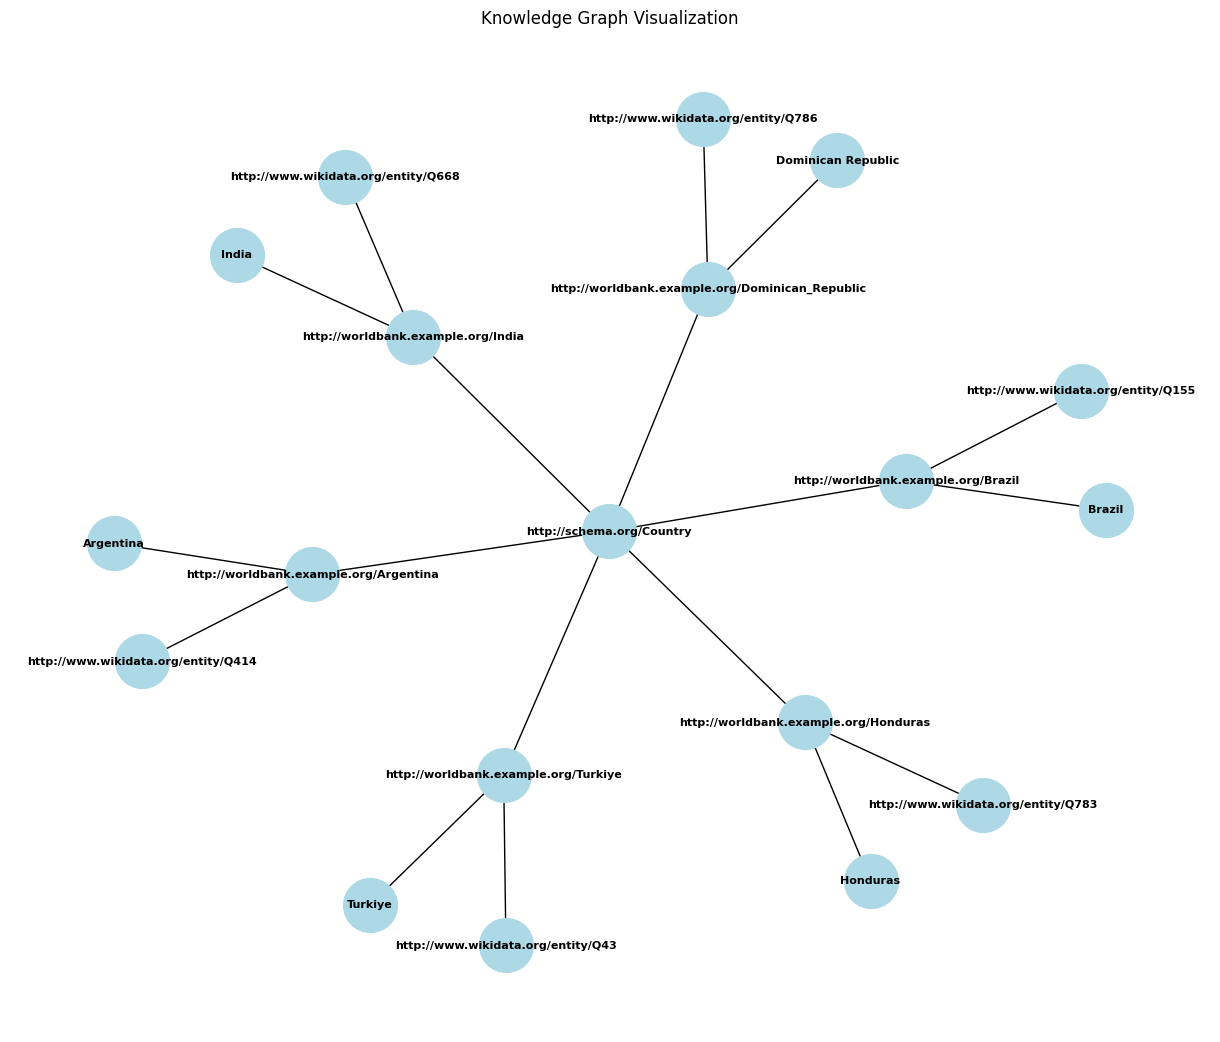 Knowledge Graph Visualization
http://www.wikidata.org/entity/Q786
Dominican Republic
http://www.wikidata.org/entity/Q668
India
http://worldbank.example.org/Dominican_Republic
http://worldbank.example.org/India
http://www.wikidata.org/entity/Q155
http://worldbank.example.org/Brazil
Brazil
http://schema.org/Country
Argentina
http://worldbank.example.org/Argentina
http://www.wikidata.org/entity/Q414
http://worldbank.example.org/Honduras
http://worldbank.example.org/Turkiye
http://www.wikidata.org/entity/Q783
Honduras
Turkiye
http://www.wikidata.org/entity/Q43